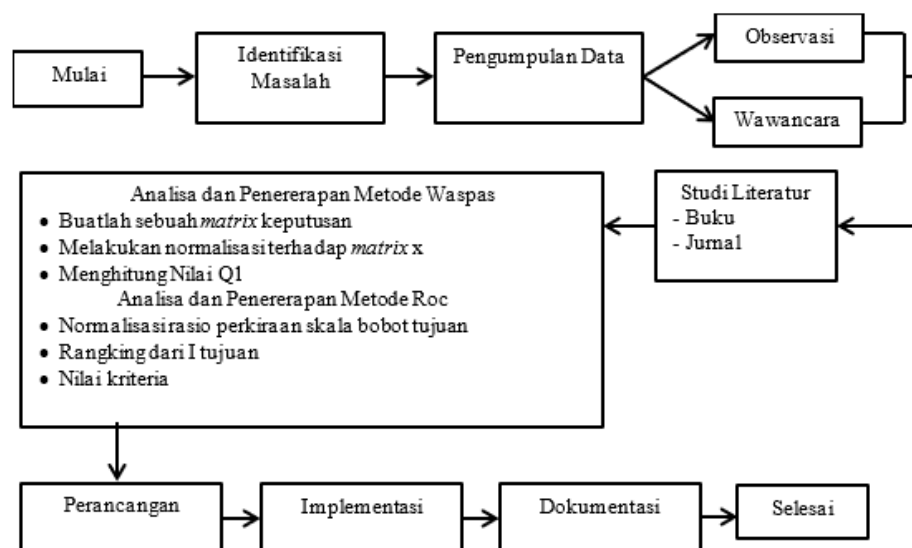 Mulai
Identifikasi
Masalah
Pengumpulan Data
Observasi
Wawancara
Studi Literatur
- Buku
- Jurnal
Analisa dan Penererapan Metode Waspas
• Buatlah sebuah matrix keputusan
• Melakukan normalisi terhadap matrix x
• Menghitung Nilai Q1
Analisa dan Penererapan Metode Roc
• Normalisi rasio perkiraan skala bobot tujuan
• Rangking dari I tujuan
• Nilai kriteria
Perancangan
Implementasi
Dokumentasi
Selesai